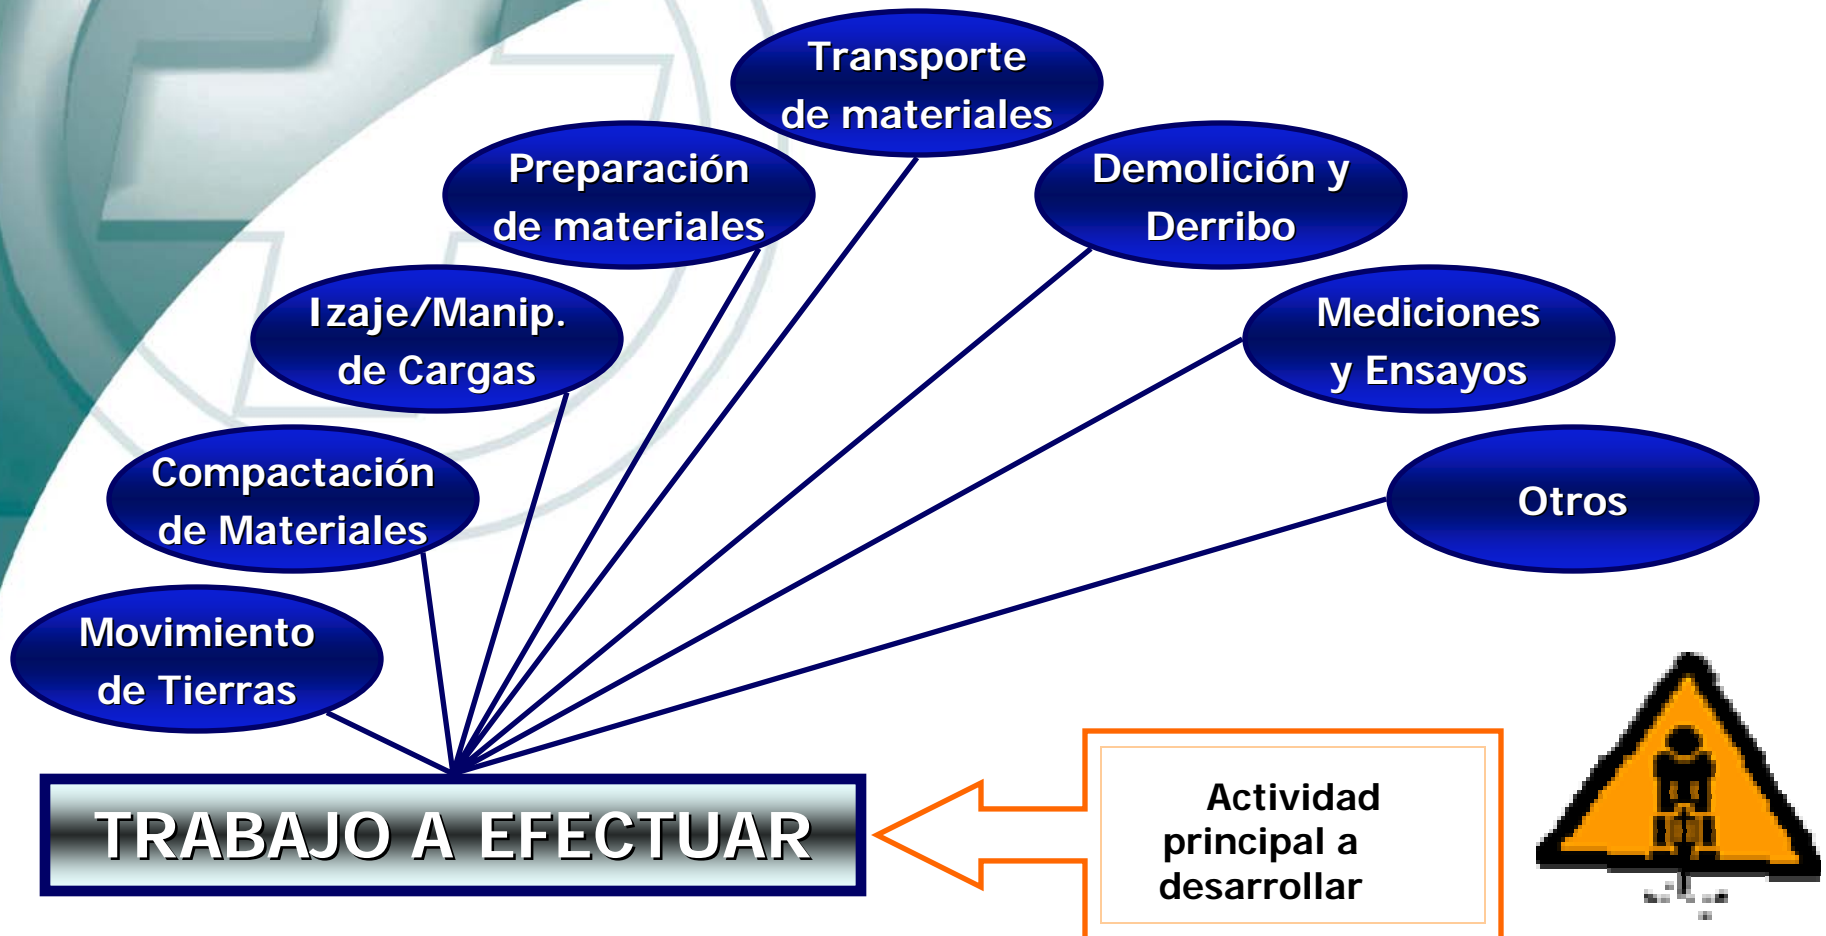 Transporte
de materiales
Preparación
de materiales
Demolición y
Derribo
Izaje/Manip.
de Cargas
Mediciones
y Ensayos
Compactación
de Materiales
Otros
Movimiento
de Tierras
TRABAJO A EFECTUAR
Actividad
principal a
desarrollar